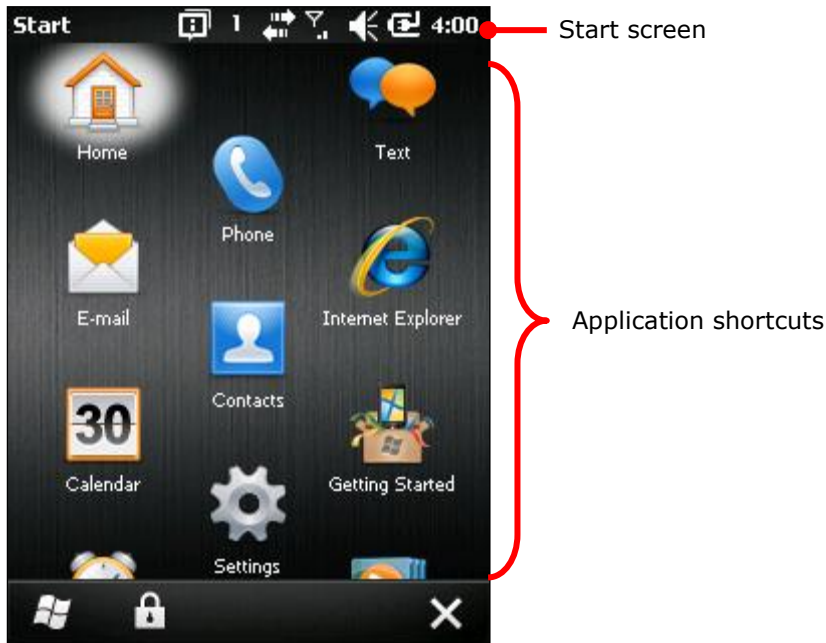 Start 1 4:00
Start screen
Home
Text
Phone
E-mail
Internet Explorer
Application shortcuts
Contacts
30
Calendar
Getting Started
Settings